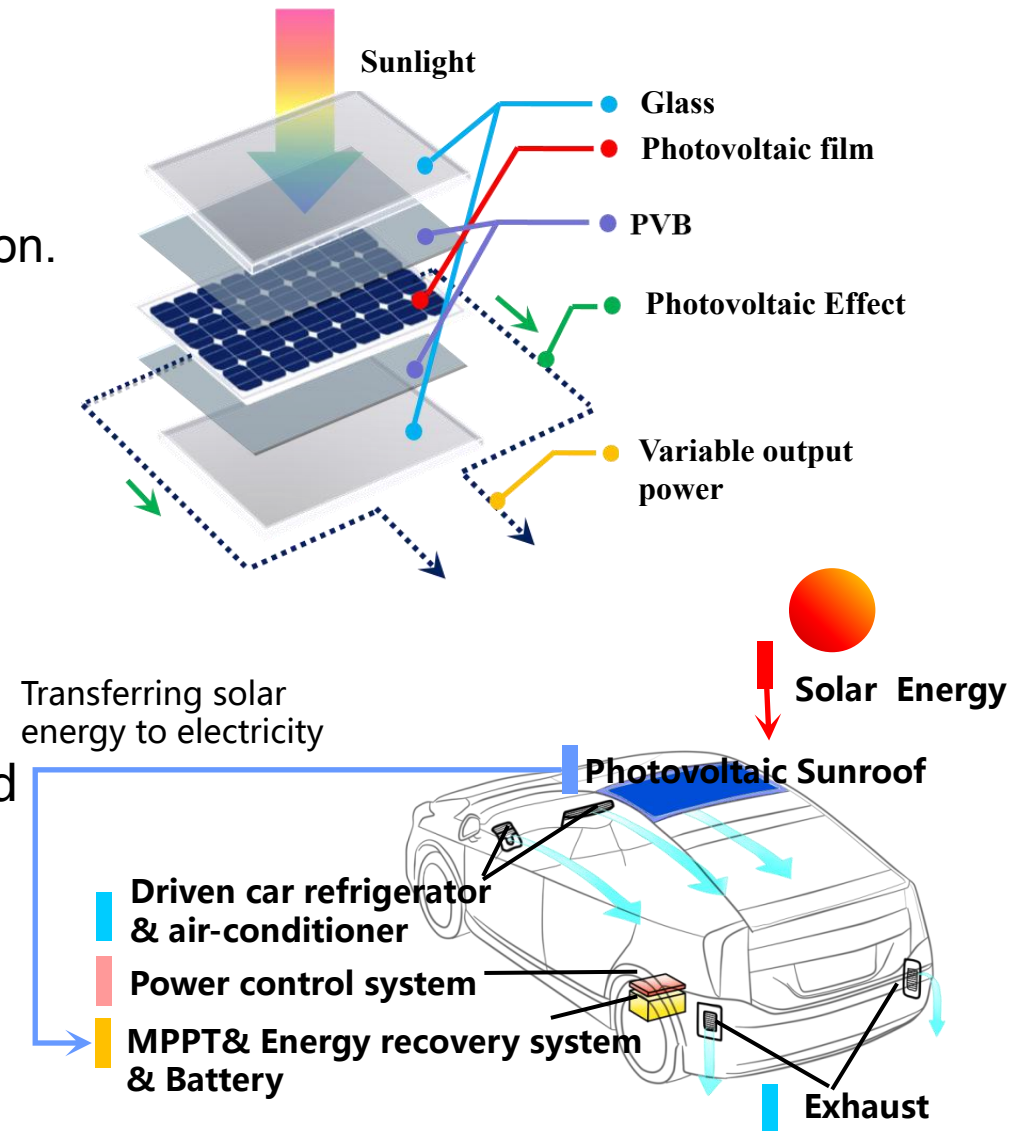 Sunlight
Glass
Photovoltaic film
on.
PVB
Photovoltaic Effect
Variable output
power
Solar Energy
Transferring solar
energy to electricity
d
Photovoltaic Sunroof
Driven car refrigerator
& air-conditioner
Power control system
MPPT& Energy recovery system
& Battery
Exhaust